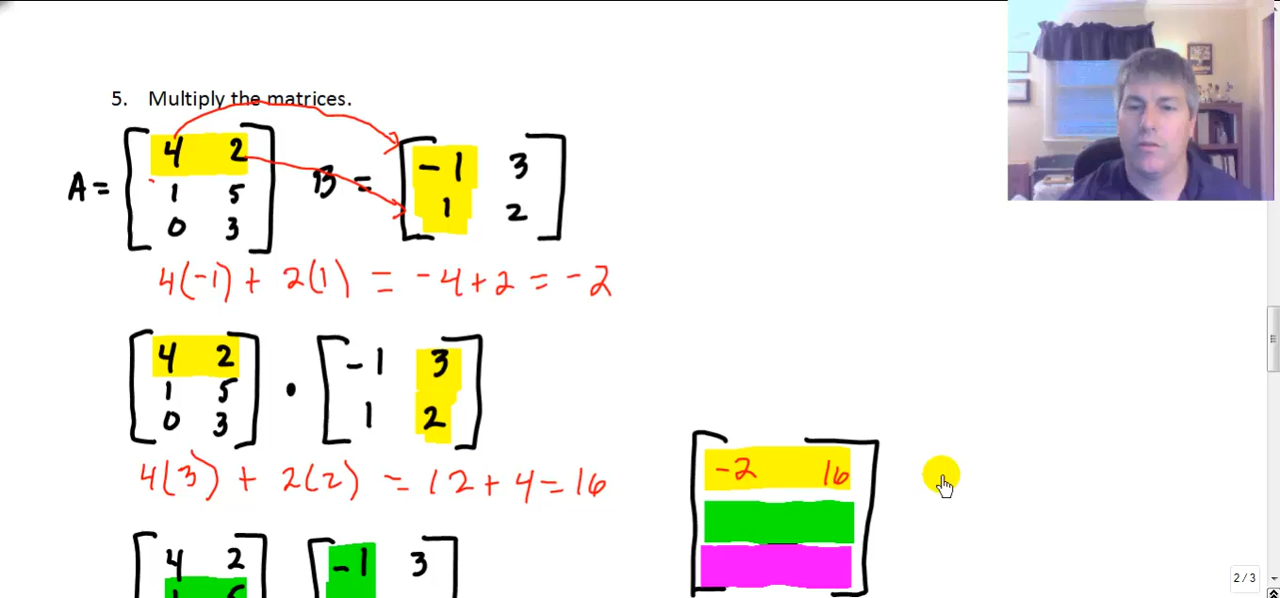 5. Multiply the matrices.
A = [ 4 2 B = [ -1 3
1 5
1 2 ]
0 3 ]
4(-1) + 2(1) = -4+2 = -2
[ 4 2 [ -1 3
1 5 •
0 3 ] 1 2 ]
4(3) + 2(2) = 12 + 4 = 16
[ -2 16 ]
[ 4 2 ] [ -1 3 ]
2/3